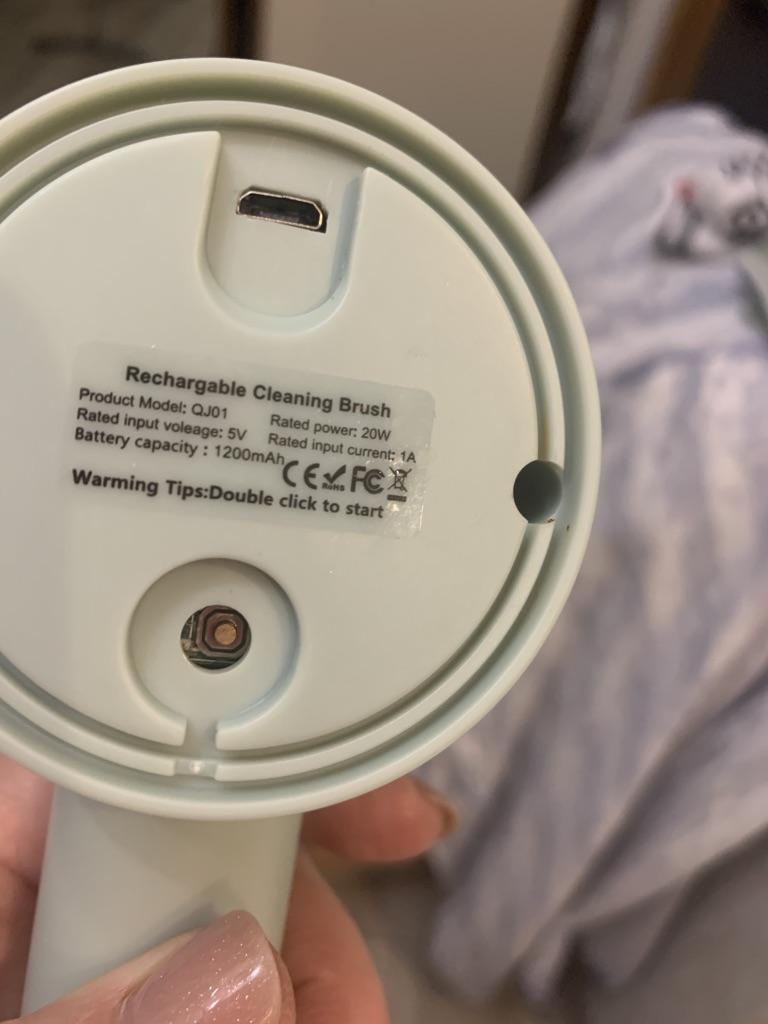 Rechargable Cleaning Brush
Product Model: QJ01 Rated power: 20W
Rated input voleage: 5V Rated input current: 1A
Battery capacity : 1200mAh CE RoHS FC
Warming Tips:Double click to start